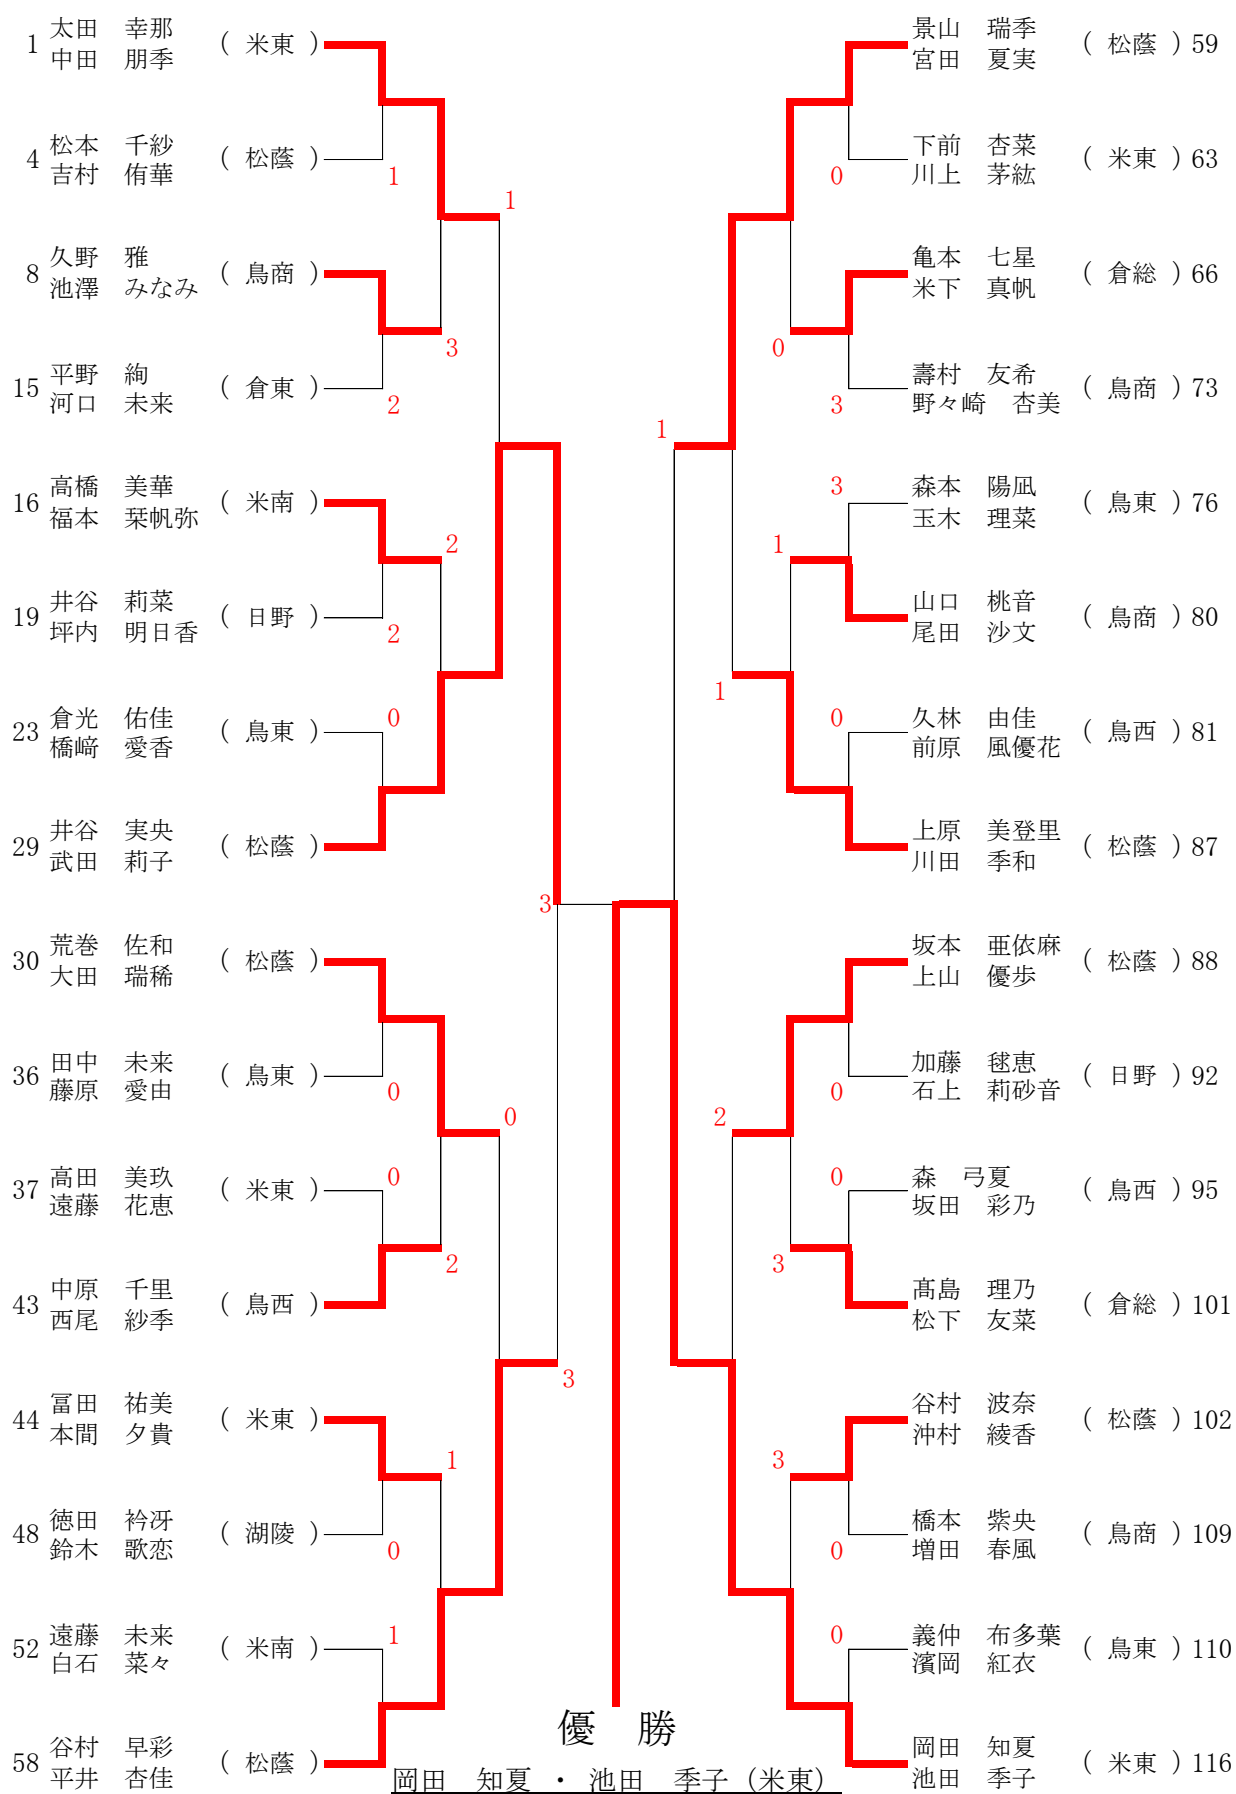 1 太田 幸那 ( 米東 )
中田 朋季
4 松本 千紗 ( 松蔭 )
吉村 侑華
1
1
8 久野 雅 ( 鳥商 )
池澤 みなみ
3
15 平野 絢 ( 倉東 )
河口 未来
2
16 高橋 美華 ( 米南 )
福本 栞帆弥
2
19 井谷 莉菜 ( 日野 )
坪内 明日香
2
23 倉光 佑佳 ( 鳥東 )
橋﨑 愛香
0
29 井谷 実央 ( 松蔭 )
武田 莉子
3
30 荒巻 佐和 ( 松蔭 )
大田 瑞稀
36 田中 未来 ( 鳥東 )
藤原 愛由
0
0
37 高田 美玖 ( 米東 )
遠藤 花恵
0
2
43 中原 千里 ( 鳥西 )
西尾 紗季
3
44 冨田 祐美 ( 米東 )
本間 夕貴
1
48 徳田 衿冴 ( 湖陵 )
鈴木 歌恋
0
52 遠藤 未来 ( 米南 )
白石 菜々
1
58 谷村 早彩 ( 松蔭 )
平井 杏佳
景山 瑞季 ( 松蔭 ) 59
宮田 夏実
下前 杏菜 ( 米東 ) 63
川上 茅紘
0
亀本 七星 ( 倉総 ) 66
米下 真帆
0
壽村 友希 ( 鳥商 ) 73
野々崎 杏美
3
1
森本 陽凪 ( 鳥東 ) 76
玉木 理菜
3
1
山口 桃音 ( 鳥商 ) 80
尾田 沙文
1
久林 由佳 ( 鳥西 ) 81
前原 風優花
0
上原 美登里 ( 松蔭 ) 87
川田 季和
坂本 亜依麻 ( 松蔭 ) 88
上山 優歩
加藤 毬恵 ( 日野 ) 92
石上 莉砂音
0
2
森 弓夏 ( 鳥西 ) 95
坂田 彩乃
0
3
髙島 理乃 ( 倉総 ) 101
松下 友菜
谷村 波奈 ( 松蔭 ) 102
沖村 綾香
3
橋本 紫央 ( 鳥商 ) 109
増田 春風
0
義仲 布多葉 ( 鳥東 ) 110
濱岡 紅衣
0
岡田 知夏 ( 米東 ) 116
池田 季子
優 勝
岡田 知夏 ・ 池田 季子 (米東)